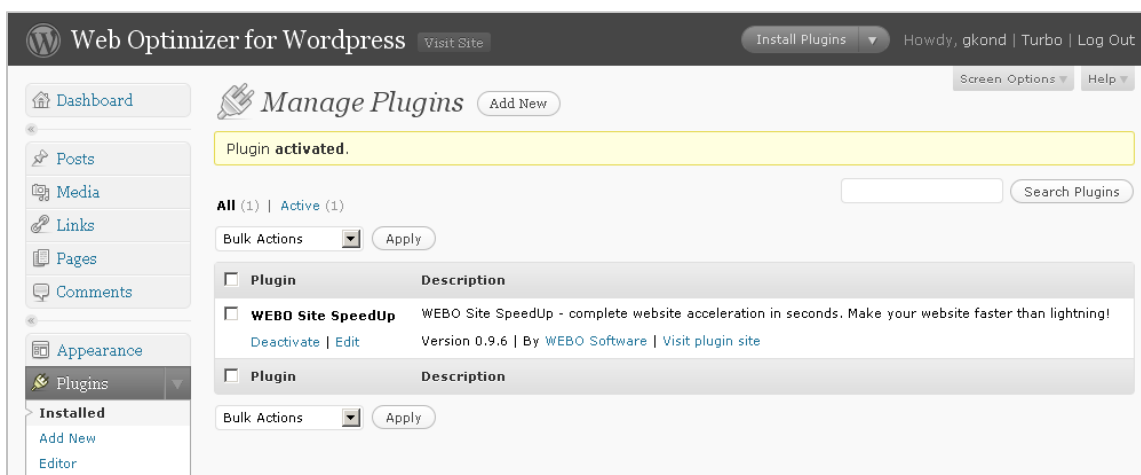 Web Optimizer for Wordpress Visit Site Install Plugins Howdy, gkond | Turbo | Log Out
Screen Options Help
Dashboard
Manage Plugins Add New
Plugin activated.
Posts
Media
Search Plugins
All (1) | Active (1)
Links
Bulk Actions Apply
Pages
Plugin Description
Comments
WEBO Site SpeedUp WEBO Site SpeedUp - complete website acceleration in seconds. Make your website faster than lightning!
Deactivate | Edit Version 0.9.6 | By WEBO Software | Visit plugin site
Appearance
Plugin Description
Plugins
Installed
Bulk Actions Apply
Add New
Editor